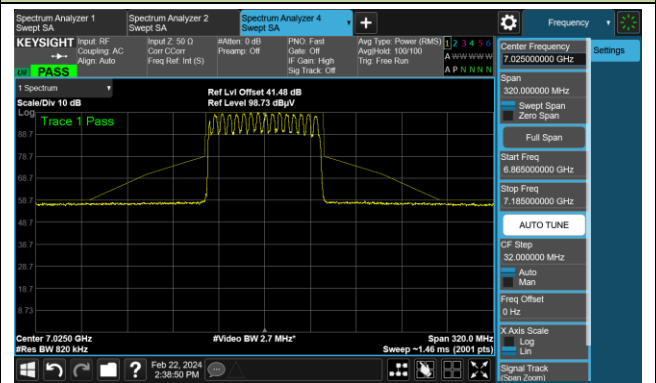 Spectrum Analyzer 1
Swept SA
Spectrum Analyzer 2
Swept SA
Spectrum Analyzer 4
Swept SA
Frequency
KEYSIGHT
Input: RF
Coupling: AC
Align: Auto
Input Z: 50 Ω
Corr CCorr
Freq Ref: Int (S)
#Atten: 0 dB
Preamp: Off
PNO: Fast
Gate: Off
IF Gain: High
Sig Track: Off
Avg Type: Power (RMS)
Avg|Hold: 100/100
Trig: Free Run
1 2 3 4 5 6
A W W W W W
A P N N N N
PASS
1 Spectrum
Scale/Div 10 dB
Ref Lvl Offset 41.48 dB
Ref Level 98.73 dBµV
Log
Trace 1 Pass
88.7
78.7
68.7
58.7
48.7
38.7
28.7
18.7
8.73
Center 7.0250 GHz
#Res BW 820 kHz
#Video BW 2.7 MHz*
Span 320.0 MHz
Sweep ~1.46 ms (2001 pts)
Feb 22, 2024
2:38:50 PM
Center Frequency
7.025000000 GHz
Settings
Span
320.000000 MHz
Swept Span
Zero Span
Full Span
Start Freq
6.865000000 GHz
Stop Freq
7.185000000 GHz
AUTO TUNE
CF Step
32.000000 MHz
Auto
Man
Freq Offset
0 Hz
X Axis Scale
Log
Lin
Signal Track
(Span Zoom)